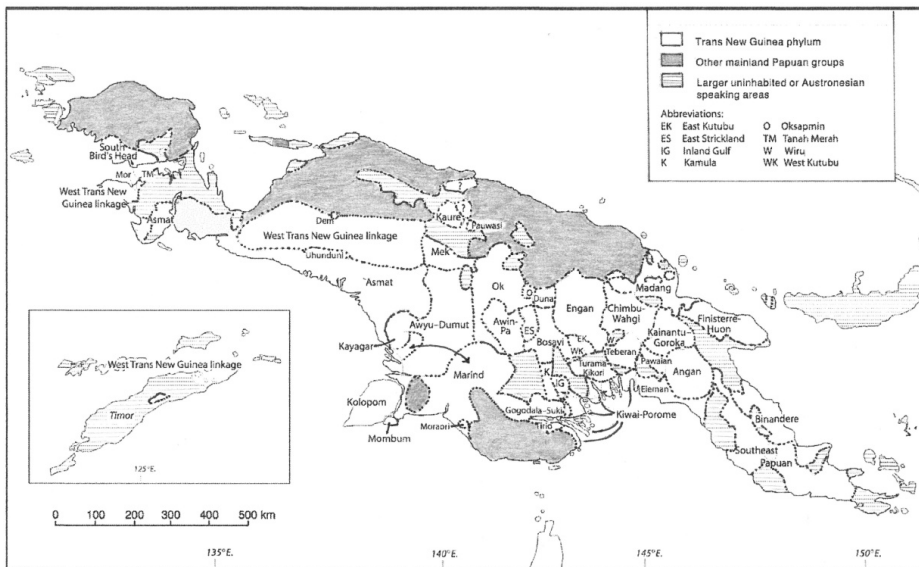 Trans New Guinea phylum
Other mainland Papuan groups
Larger uninhabited or Austronesian
speaking areas
Abbreviations:
EK East Kutubu O Oksapmin
ES East Strickland TM Tanah Merah
IG Inland Gulf W Wiru
K Kamula WK West Kutubu
South
Bird's Head
Mor TM
West Trans New
Guinea linkage
Asmat
Dem
West Trans New Guinea linkage
Uhunduni
Kaure ?
Pauwasi
Mek
Asmat
Ok
O
Duna
Engan
Chimbu-
Wahgi
Madang
Finisterre-
Huon
Kainantu-
Goroka
Awyu-Dumut
Awin-
Pa
ES
Bosavi
EK
WK
W
Teberan
Pawaian
Angan
Turama-
Kikori
Kayagar
Marind
K
IG
Eleman
Kolopom
Gogodala-Suki
Tirio
Kiwai-Porome
Moraori
Mombum
Binandere
Southeast
Papuan
West Trans New Guinea linkage
Timor
125°E.
0 100 200 300 400 500 km
135°E. 140°E. 145°E. 150°E.